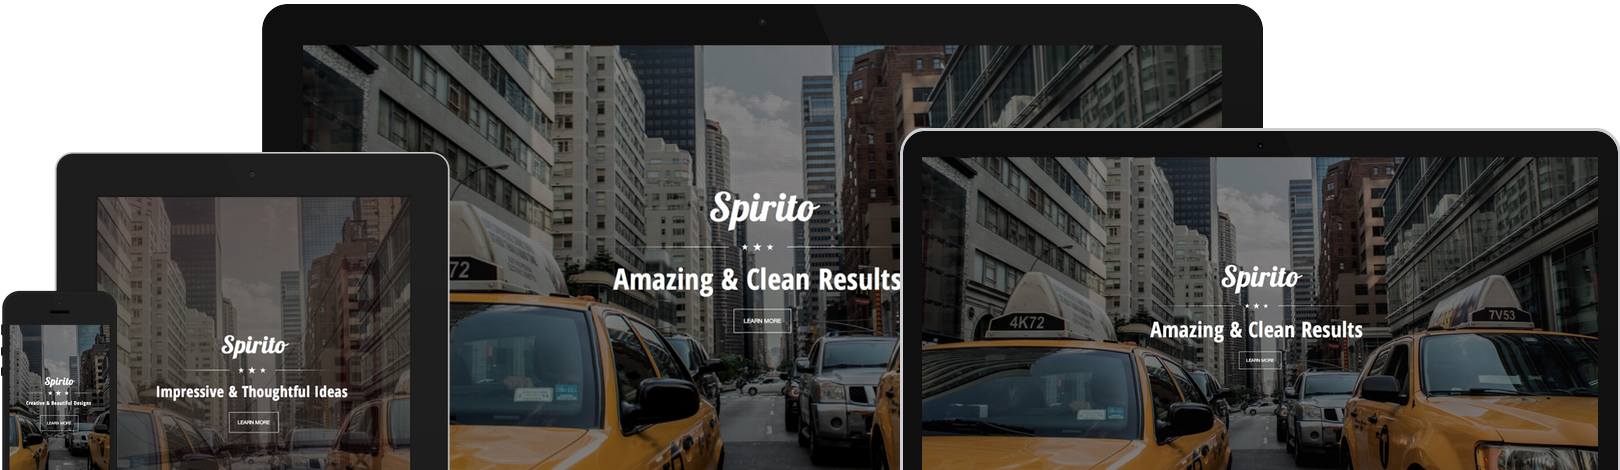 Spirito
Creative & Beautiful Designs
LEARN MORE
Spirito
Impressive & Thoughtful Ideas
LEARN MORE
72
Spirito
Amazing & Clean Results
LEARN MORE
4K72
7V53
Spirito
Amazing & Clean Results
LEARN MORE